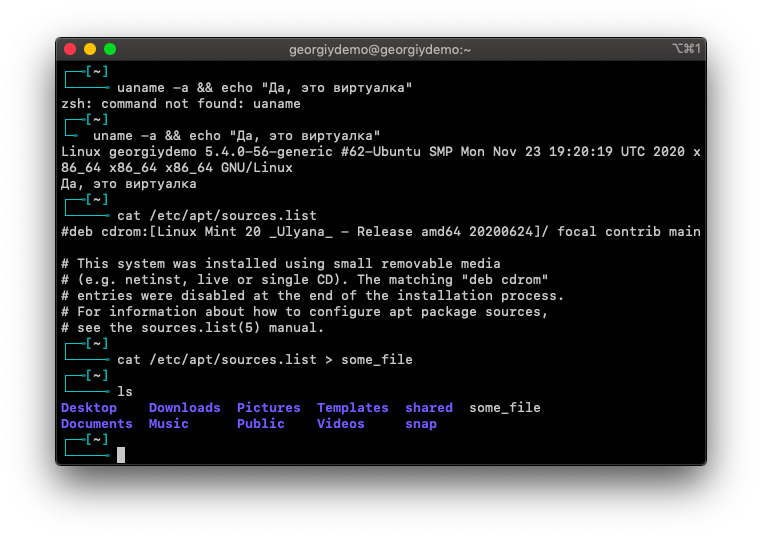 georgiydemo@georgiydemo:~
⌥⌘1
[~]
uaname -a && echo "Да, это виртуалка"
zsh: command not found: uaname
[~]
uname -a && echo "Да, это виртуалка"
Linux georgiydemo 5.4.0-56-generic #62-Ubuntu SMP Mon Nov 23 19:20:19 UTC 2020 x
86_64 x86_64 x86_64 GNU/Linux
Да, это виртуалка
[~]
cat /etc/apt/sources.list
#deb cdrom:[Linux Mint 20 _Ulyana_ - Release amd64 20200624]/ focal contrib main
# This system was installed using small removable media
# (e.g. netinst, live or single CD). The matching "deb cdrom"
# entries were disabled at the end of the installation process.
# For information about how to configure apt package sources,
# see the sources.list(5) manual.
[~]
cat /etc/apt/sources.list > some_file
[~]
ls
Desktop Downloads Pictures Templates shared some_file
Documents Music Public Videos snap
[~]